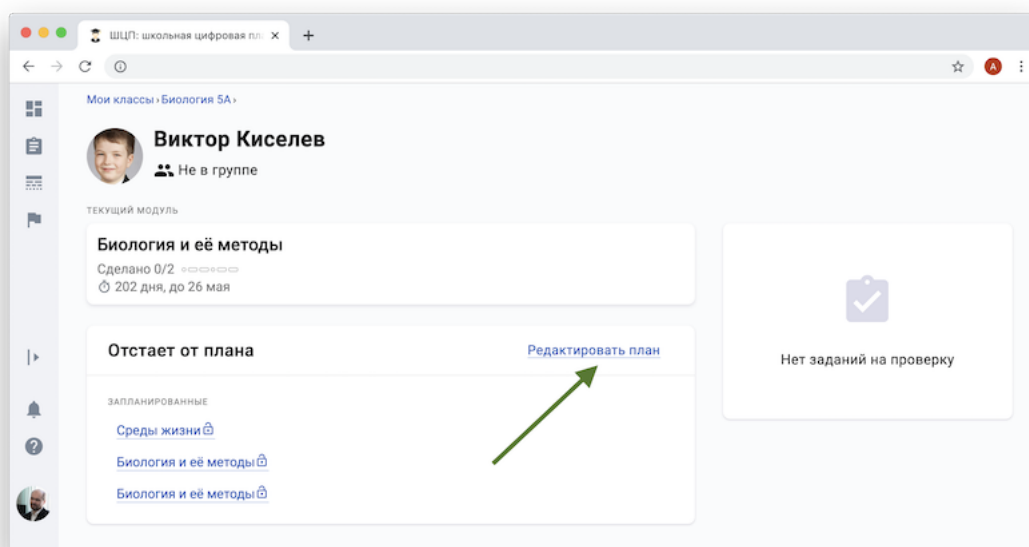 ШЦП: школьная цифровая пл
A
Мои классы › Биология 5А ›
Виктор Киселев
Не в группе
ТЕКУЩИЙ МОДУЛЬ
Биология и её методы
Сделано 0/2
202 дня, до 26 мая
Отстает от плана
Редактировать план
Нет заданий на проверку
ЗАПЛАНИРОВАННЫЕ
Среды жизни
Биология и её методы
Биология и её методы